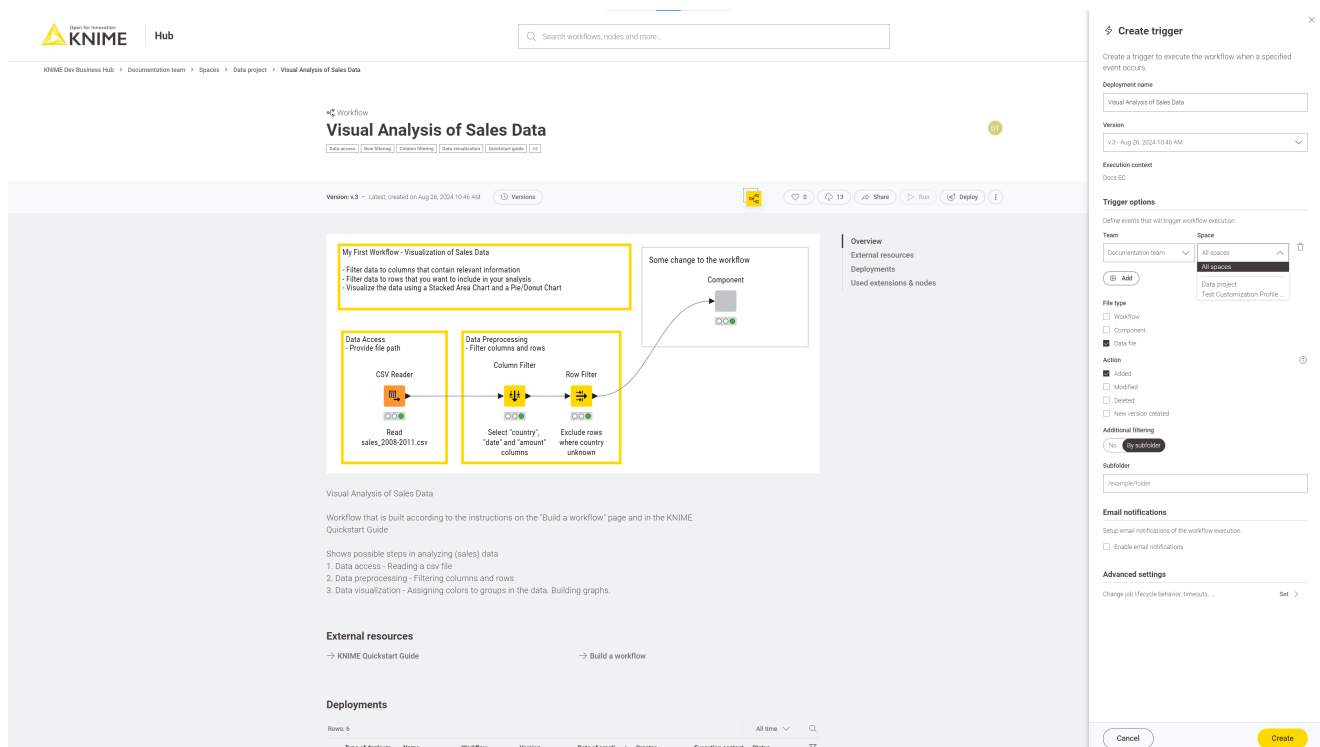 Open for Innovation
KNIME
Hub
Search workflows, nodes and more...
KNIME Dev Business Hub > Documentation team > Spaces > Data project > Visual Analysis of Sales Data
Workflow
Visual Analysis of Sales Data
DT
Data access Row filtering Column filtering Data visualization Quickstart guide +3
Version: v.3 – Latest, created on Aug 26, 2024 10:46 AM
Versions
0 13 Share Run Deploy
My First Workflow - Visualization of Sales Data
- Filter data to columns that contain relevant information
- Filter data to rows that you want to include in your analysis
- Visualize the data using a Stacked Area Chart and a Pie/Donut Chart
Some change to the workflow
Component
Data Access
- Provide file path
CSV Reader
Read
sales_2008-2011.csv
Data Preprocessing
- Filter columns and rows
Column Filter
Select "country",
"date" and "amount"
columns
Row Filter
Exclude rows
where country
unknown
Overview
External resources
Deployments
Used extensions & nodes
Visual Analysis of Sales Data
Workflow that is built according to the instructions on the "Build a workflow" page and in the KNIME
Quickstart Guide
Shows possible steps in analyzing (sales) data
1. Data access - Reading a csv file
2. Data preprocessing - Filtering columns and rows
3. Data visualization - Assigning colors to groups in the data. Building graphs.
External resources
KNIME Quickstart Guide
Build a workflow
Deployments
Rows: 6
All time
Name Workflow Version Creator Execution context Status
Create trigger
Create a trigger to execute the workflow when a specified
event occurs.
Deployment name
Visual Analysis of Sales Data
Version
v.3 - Aug 26, 2024 10:46 AM
Execution context
Docs EC
Trigger options
Define events that will trigger workflow execution.
Team Space
Documentation team All spaces
All spaces
Data project
Test Customization Profile ...
Add
File type
Workflow
Component
Data file
Action
Added
Modified
Deleted
New version created
Additional filtering
No By subfolder
Subfolder
/example/folder
Email notifications
Setup email notifications of the workflow execution.
Enable email notifications
Advanced settings
Change job lifecycle behavior, timeouts, ...
Set
Cancel
Create